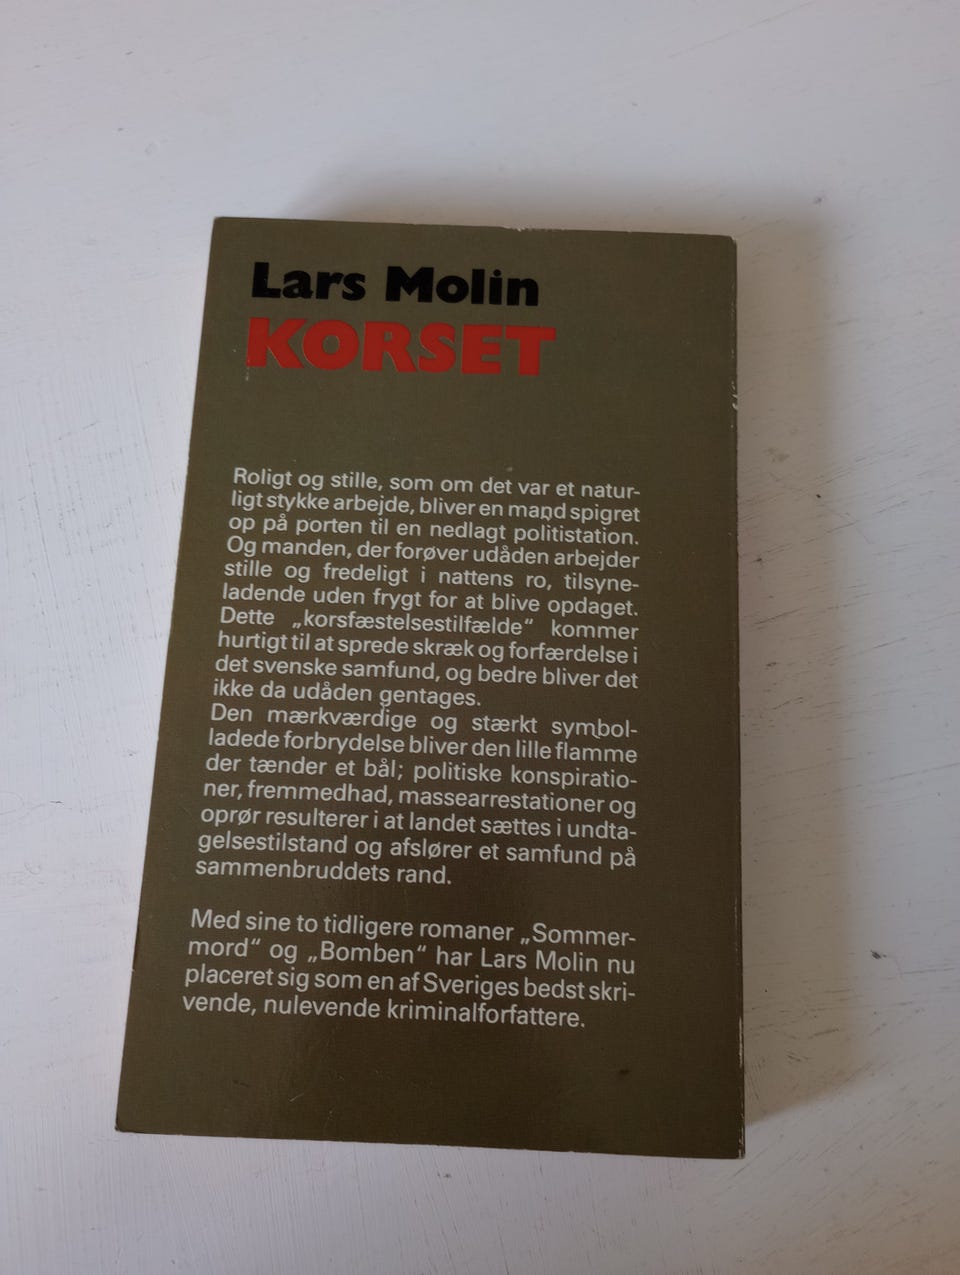 Lars Molin
KORSET
Roligt og stille, som om det var et natur-
ligt stykke arbejde, bliver en mand spigret
op på porten til en nedlagt politistation.
Og manden, der forøver udåden arbejder
stille og fredeligt i nattens ro, tilsyne-
ladende uden frygt for at blive opdaget.
Dette „korsfæstelsestilfælde“ kommer
hurtigt til at sprede skræk og forfærdelse i
det svenske samfund, og bedre bliver det
ikke da udåden gentages.
Den mærkværdige og stærkt symbol-
ladede forbrydelse bliver den lille flamme
der tænder et bål; politiske konspiratio-
ner, fremmedhad, massearrestationer og
oprør resulterer i at landet sættes i undta-
gelsestilstand og afslører et samfund på
sammenbruddets rand.
Med sine to tidligere romaner „Sommer-
mord“ og „Bomben“ har Lars Molin nu
placeret sig som en af Sveriges bedst skri-
vende, nulevende kriminalforfattere.